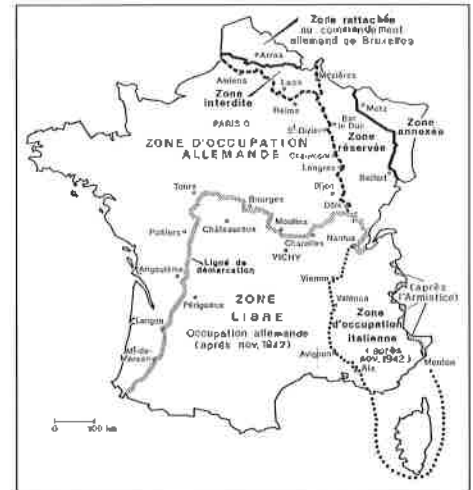 Zone rattachée
au commandement
allemand de Bruxelles
Arras
Amiens
Zone
interdite
Laon
Mézières
Reims
Metz
Zone
annexée
PARIS
St Dizier
Bar
le Duc
Zone
réservée
ZONE D'OCCUPATION
ALLEMANDE
Chaumont
Langres
Belfort
Dijon
Dôle
Tours
Bourges
Poitiers
Châteauroux
Moulins
Charolles
VICHY
Nantua
Ligne de
démarcation
Angoulême
Périgueux
Vienne
Valence
(après
l'Armistice)
ZONE
LIBRE
Occupation allemande
(après nov. 1942)
Zone
d'occupation
italienne
(après
nov. 1942)
Langon
Mt-de-
Marsan
Avignon
Aix
Menton
0 100 km